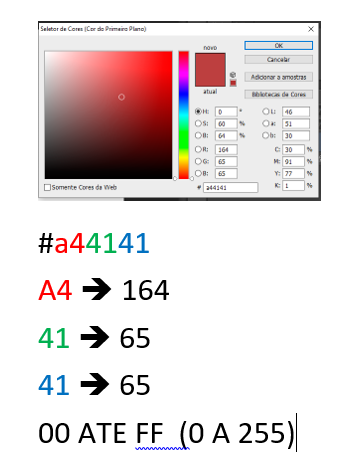 Seletor de Cores (Cor do Primeiro Plano)
novo
OK
Cancelar
atual
Adicionar a amostras
Bibliotecas de Cores
H: 0 ° L: 46
S: 60 % a: 51
B: 64 % b: 30
R: 164 C: 30 %
G: 65 M: 91 %
B: 65 Y: 77 %
Somente Cores da Web # a44141 K: 1 %
#a44141
A4 🡺 164
41 🡺 65
41 🡺 65
00 ATE FF (0 A 255)